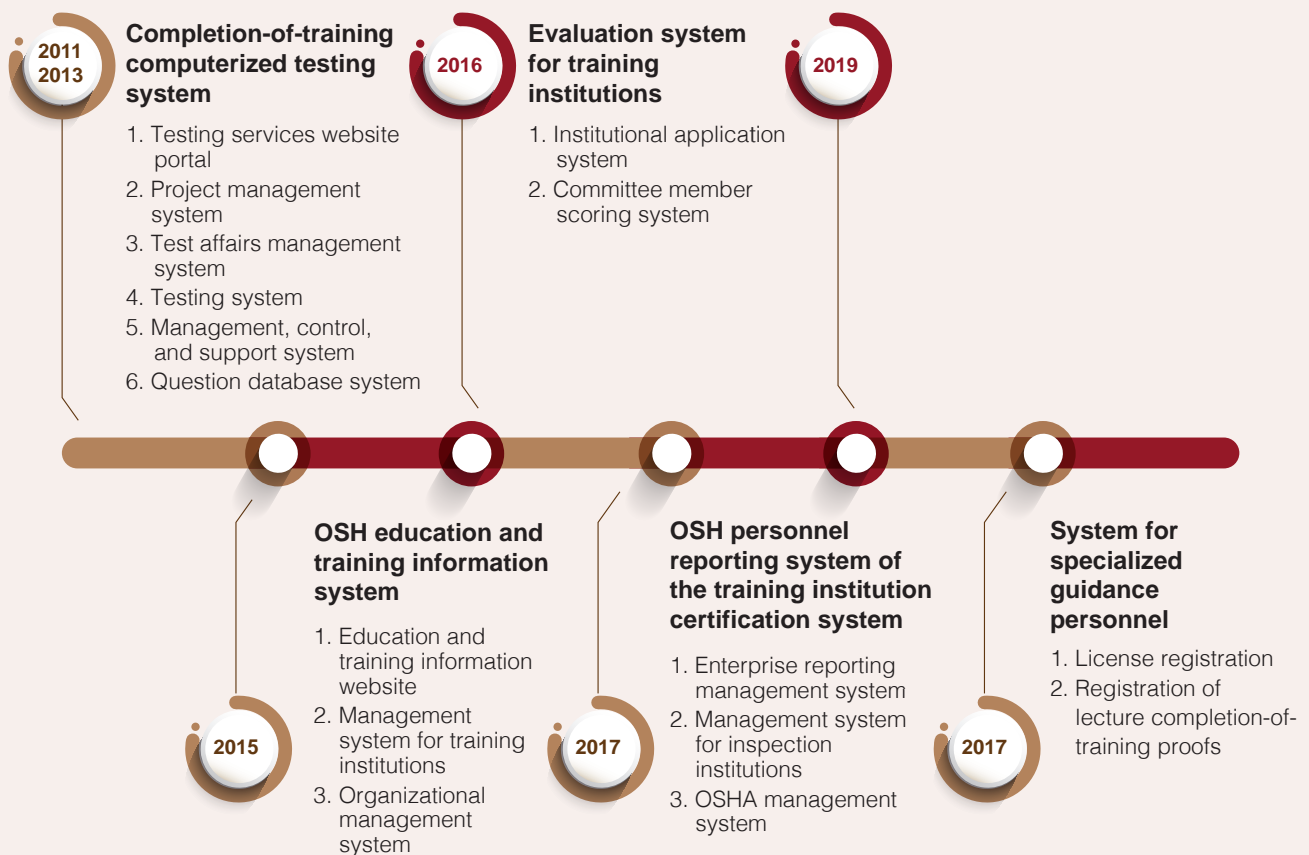 2011
2013
Completion-of-training
computerized testing
system
1. Testing services website
portal
2. Project management
system
3. Test affairs management
system
4. Testing system
5. Management, control,
and support system
6. Question database system
2016
Evaluation system
for training
institutions
1. Institutional application
system
2. Committee member
scoring system
2019
2015
OSH education and
training information
system
1. Education and
training information
website
2. Management
system for training
institutions
3. Organizational
management
system
2017
OSH personnel
reporting system of
the training institution
certification system
1. Enterprise reporting
management system
2. Management system
for inspection
institutions
3. OSHA management
system
2017
System for
specialized
guidance
personnel
1. License registration
2. Registration of
lecture completion-of-
training proofs